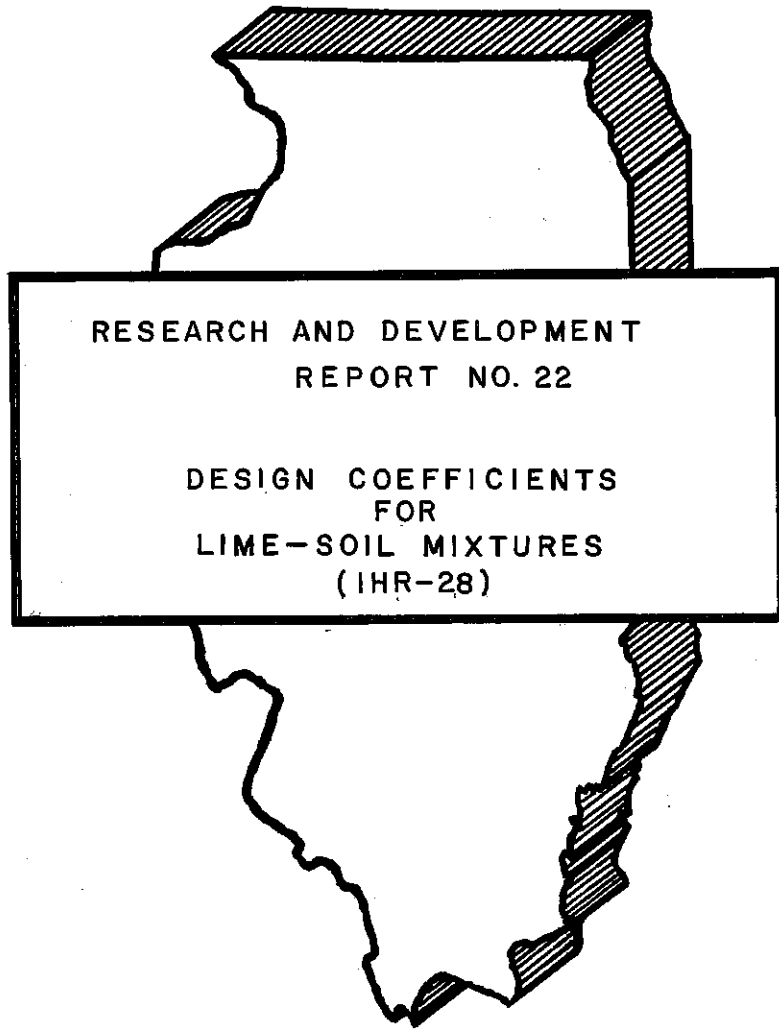 RESEARCH AND DEVELOPMENT
REPORT NO. 22
DESIGN COEFFICIENTS
FOR
LIME-SOIL MIXTURES
(IHR-28)